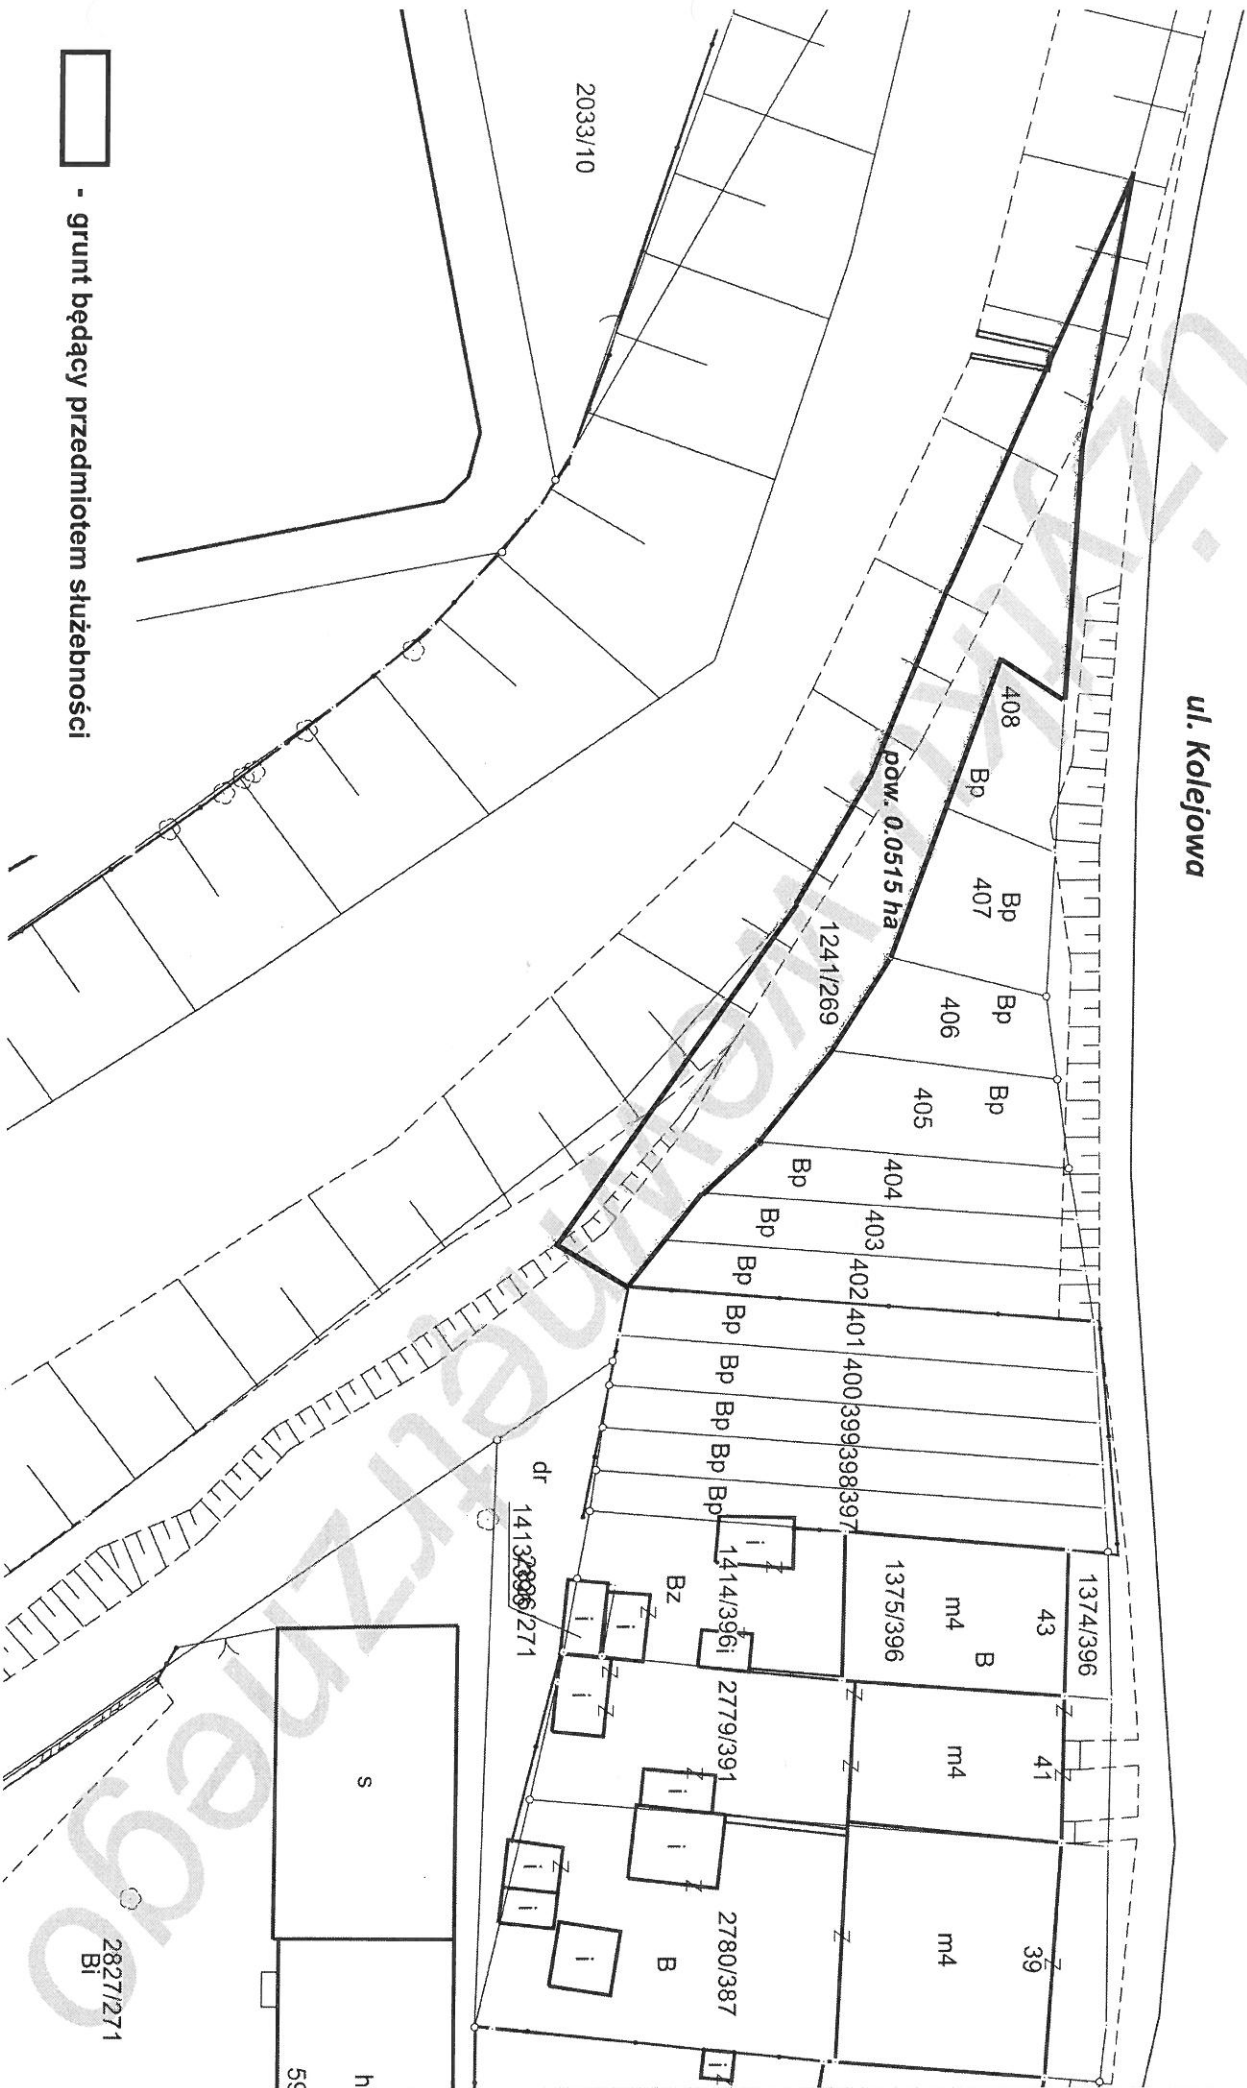 ul. Kolejowa
2033/10
408
Bp
Bp
407
pow. 0.0515 ha
1241/269
Bp
406
Bp
405
404
Bp
403
Bp
402
Bp
401
Bp
400
Bp
399
Bp
398
Bp
397
Bp
1374/396
43
m4
B
1375/396
i
1414/396
i
Bz
i
i
i
dr
41
m4
2779/391
i
i
i
i
i
39
m4
2780/387
B
i
s
h
2827/271
Bi
- grunt będący przedmiotem służebności
użytku wewnętrznego